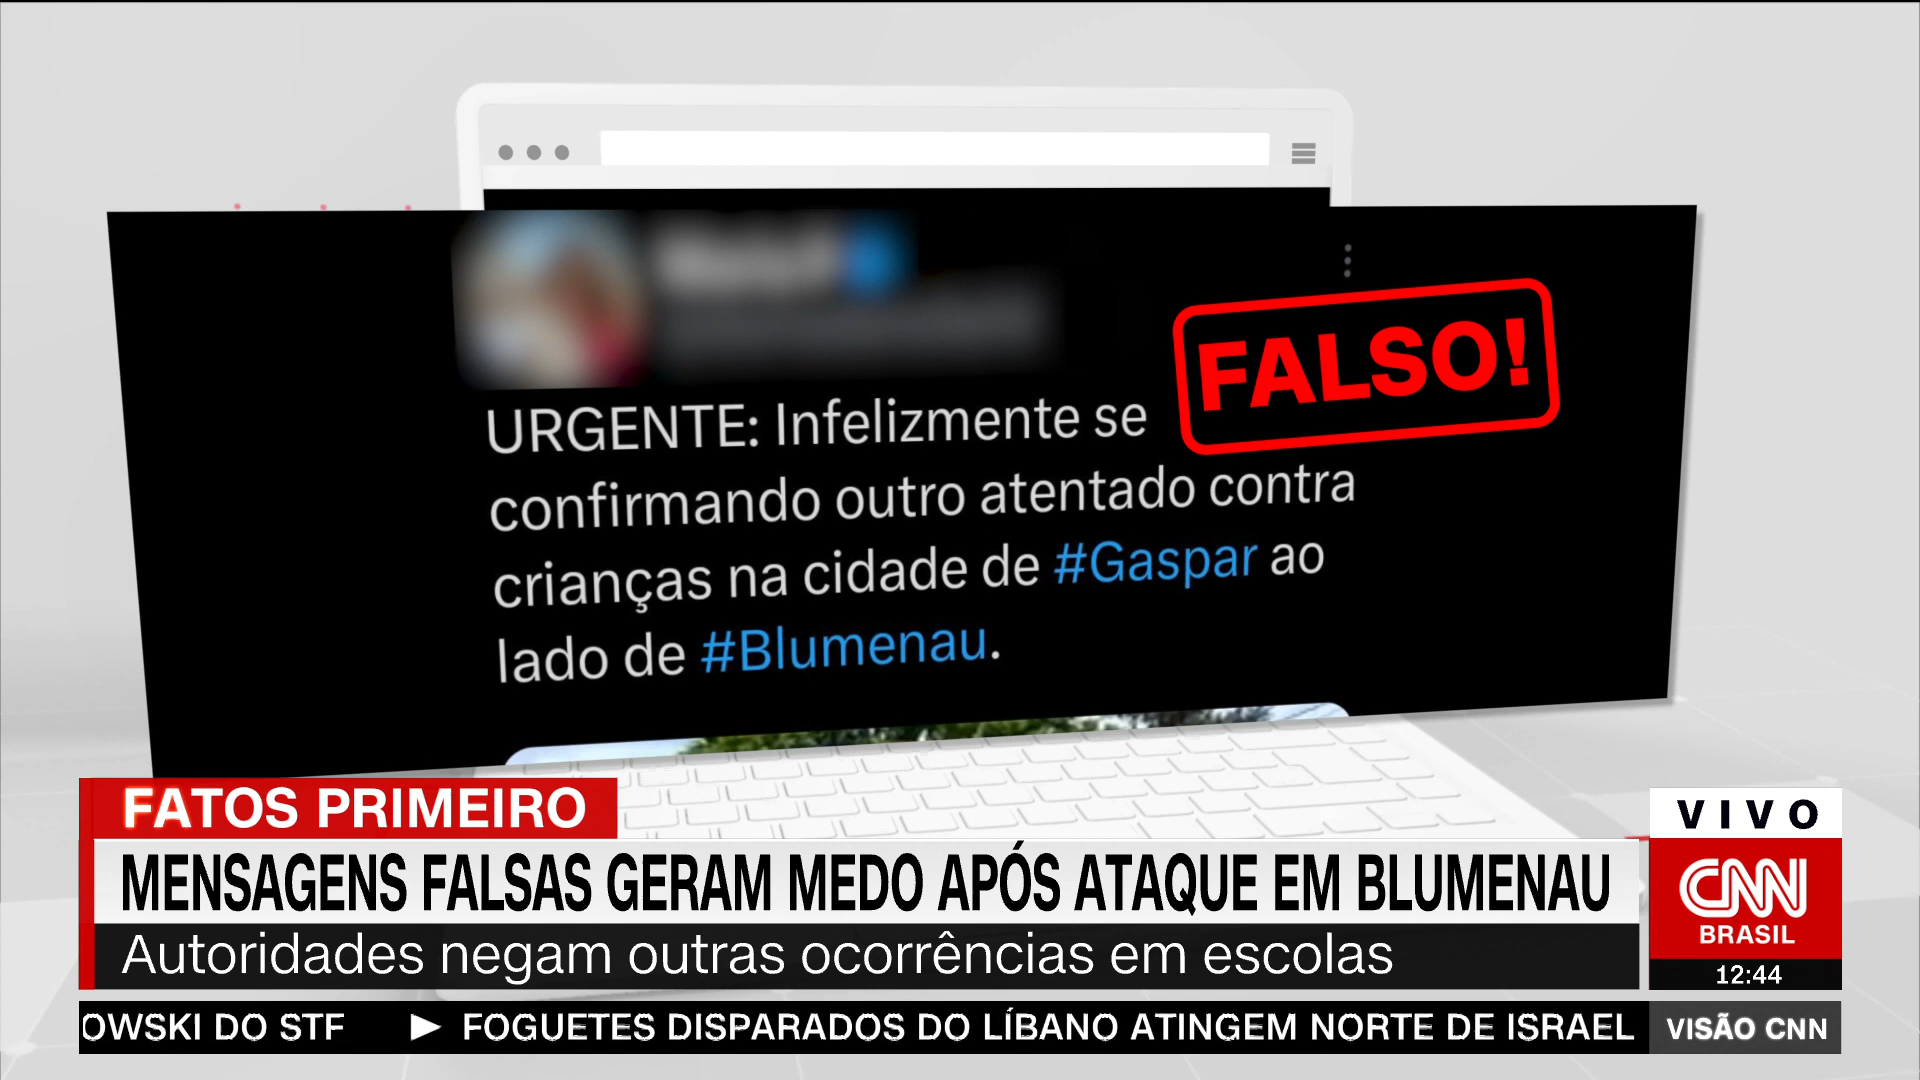 FALSO!
URGENTE: Infelizmente se
confirmando outro atentado contra
crianças na cidade de #Gaspar ao
lado de #Blumenau.
FATOS PRIMEIRO
MENSAGENS FALSAS GERAM MEDO APÓS ATAQUE EM BLUMENAU
Autoridades negam outras ocorrências em escolas
VIVO
CNN
BRASIL
12:44
OWSKI DO STF ▶ FOGUETES DISPARADOS DO LÍBANO ATINGEM NORTE DE ISRAEL
VISÃO CNN